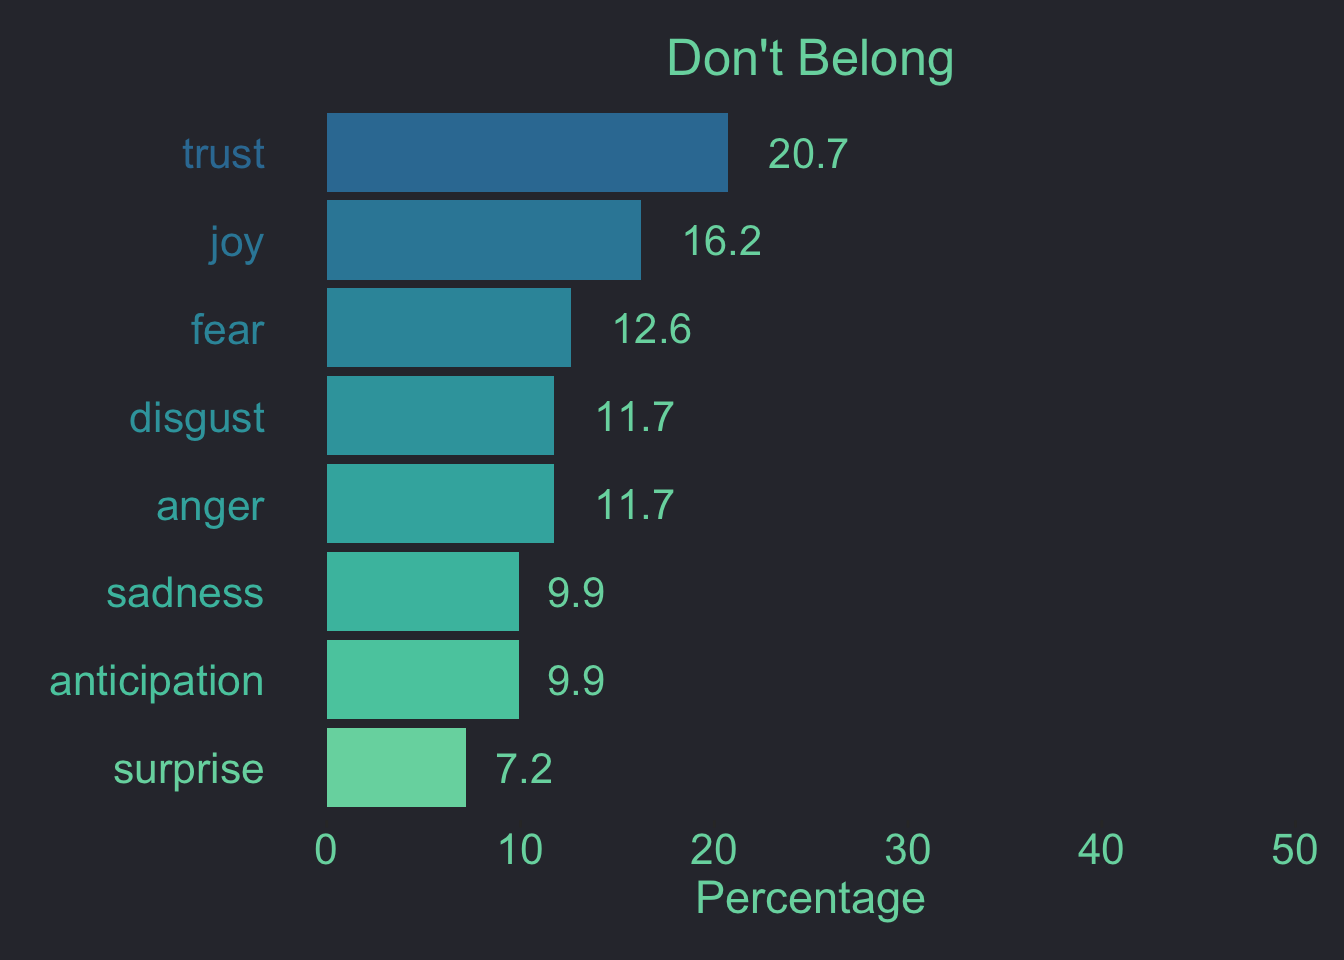 Don't Belong
trust 20.7
joy 16.2
fear 12.6
disgust 11.7
anger 11.7
sadness 9.9
anticipation 9.9
surprise 7.2
0 10 20 30 40 50
Percentage